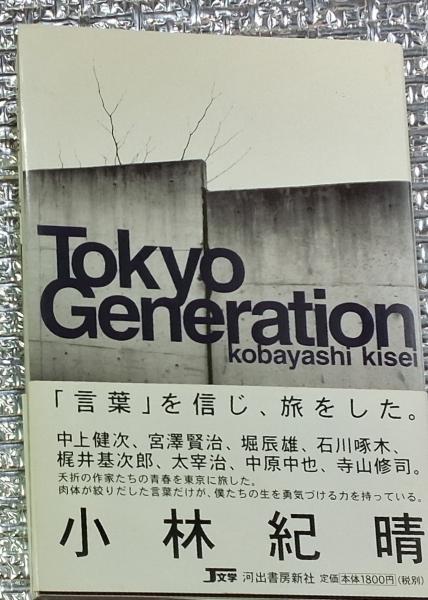 Tokyo
Generation
kobayashi kisei
「言葉」を信じ、旅をした。
中上健次、宮澤賢治、堀辰雄、石川啄木、
梶井基次郎、太宰治、中原中也、寺山修司。
夭折の作家たちの青春を東京に旅した。
肉体が絞りだした言葉だけが、僕たちの生を勇気づける力を持っている。
小林紀晴
J文学 河出書房新社 定価 本体1800円(税別)